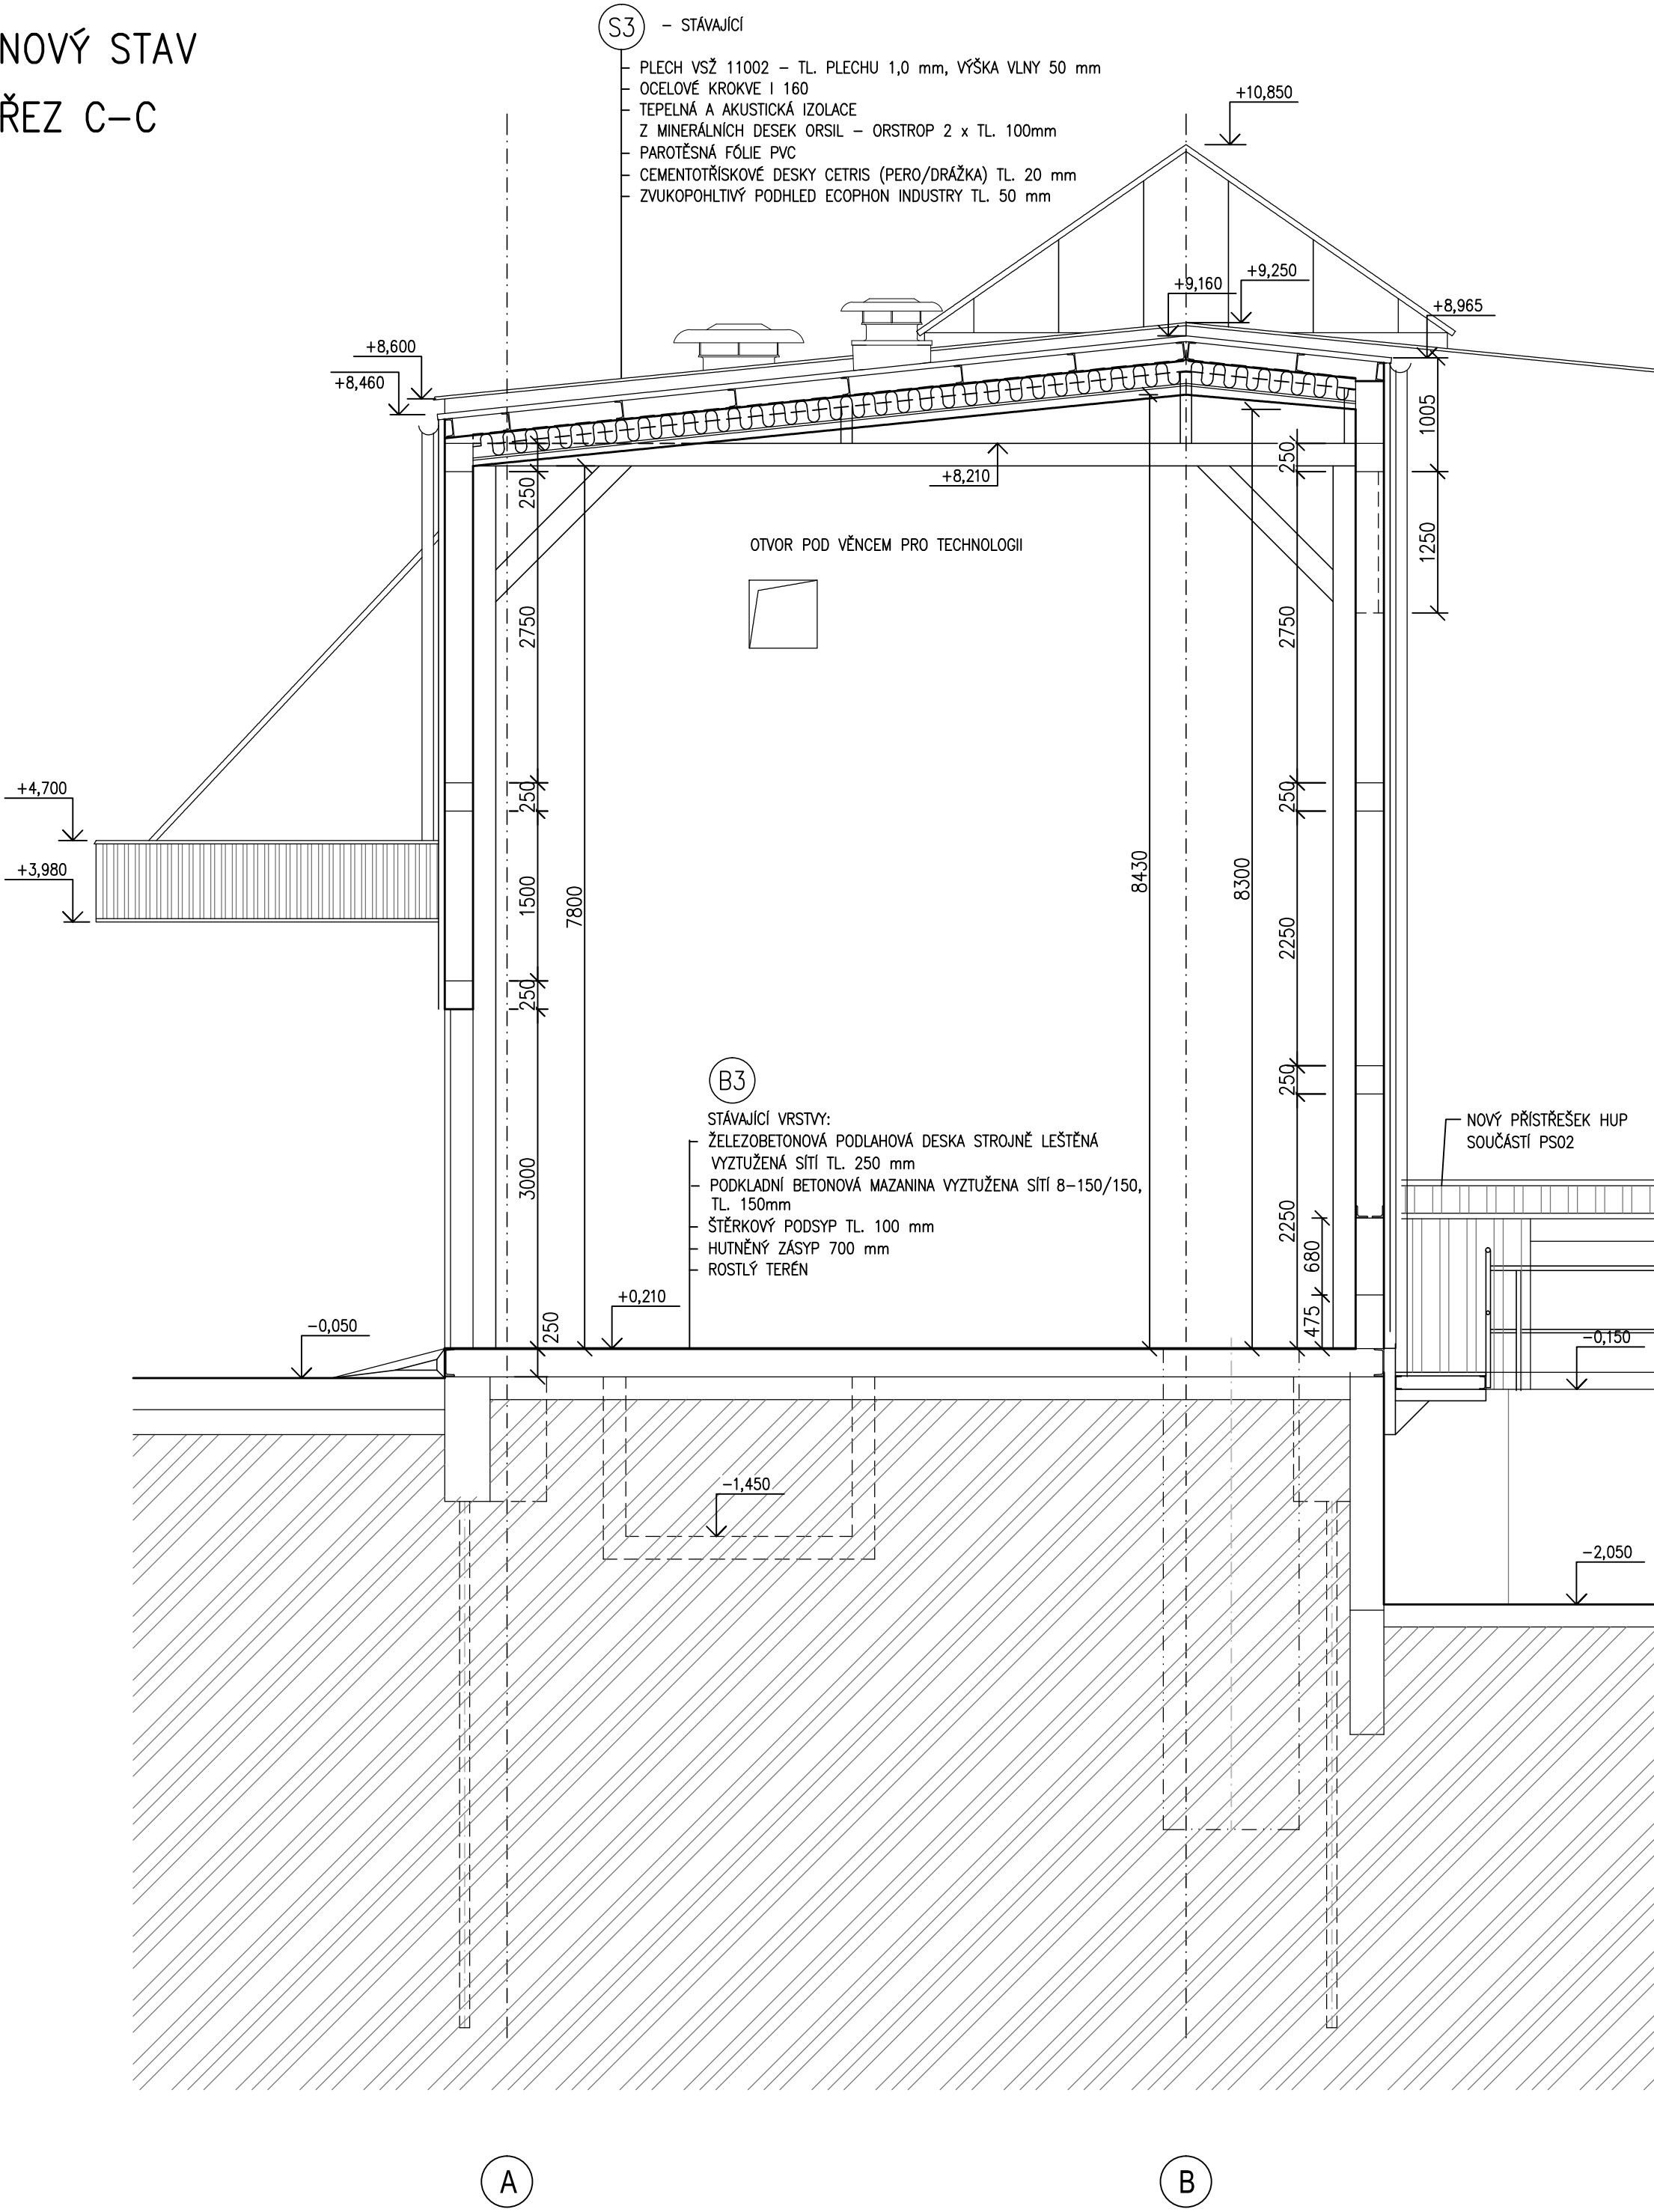 NOVÝ STAV
ŘEZ C–C
S3 – STÁVAJÍCÍ
PLECH VSŽ 11002 – TL. PLECHU 1,0 mm, VÝŠKA VLNY 50 mm
OCELOVÉ KROKVE I 160
TEPELNÁ A AKUSTICKÁ IZOLACE
Z MINERÁLNÍCH DESEK ORSIL – ORSTROP 2 x TL. 100mm
PAROTĚSNÁ FÓLIE PVC
CEMENTOTŘÍSKOVÉ DESKY CETRIS (PERO/DRÁŽKA) TL. 20 mm
ZVUKOPOHLTIVÝ PODHLED ECOPHON INDUSTRY TL. 50 mm
+10,850
+9,250
+9,160
+8,965
+8,600
+8,460
1005
250
250
+8,210
1250
OTVOR POD VĚNCEM PRO TECHNOLOGII
2750
2750
+4,700
250
250
+3,980
1500
7800
8430
8300
2250
250
250
B3
STÁVAJÍCÍ VRSTVY:
ŽELEZOBETONOVÁ PODLAHOVÁ DESKA STROJNĚ LEŠTĚNÁ
VYZTUŽENÁ SÍTÍ TL. 250 mm
PODKLADNÍ BETONOVÁ MAZANINA VYZTUŽENA SÍTÍ 8–150/150,
TL. 150mm
ŠTĚRKOVÝ PODSYP TL. 100 mm
HUTNĚNÝ ZÁSYP 700 mm
ROSTLÝ TERÉN
NOVÝ PŘÍSTŘEŠEK HUP
SOUČÁSTÍ PS02
3000
2250
680
475
+0,210
250
–0,050
–0,150
–1,450
–2,050
A
B